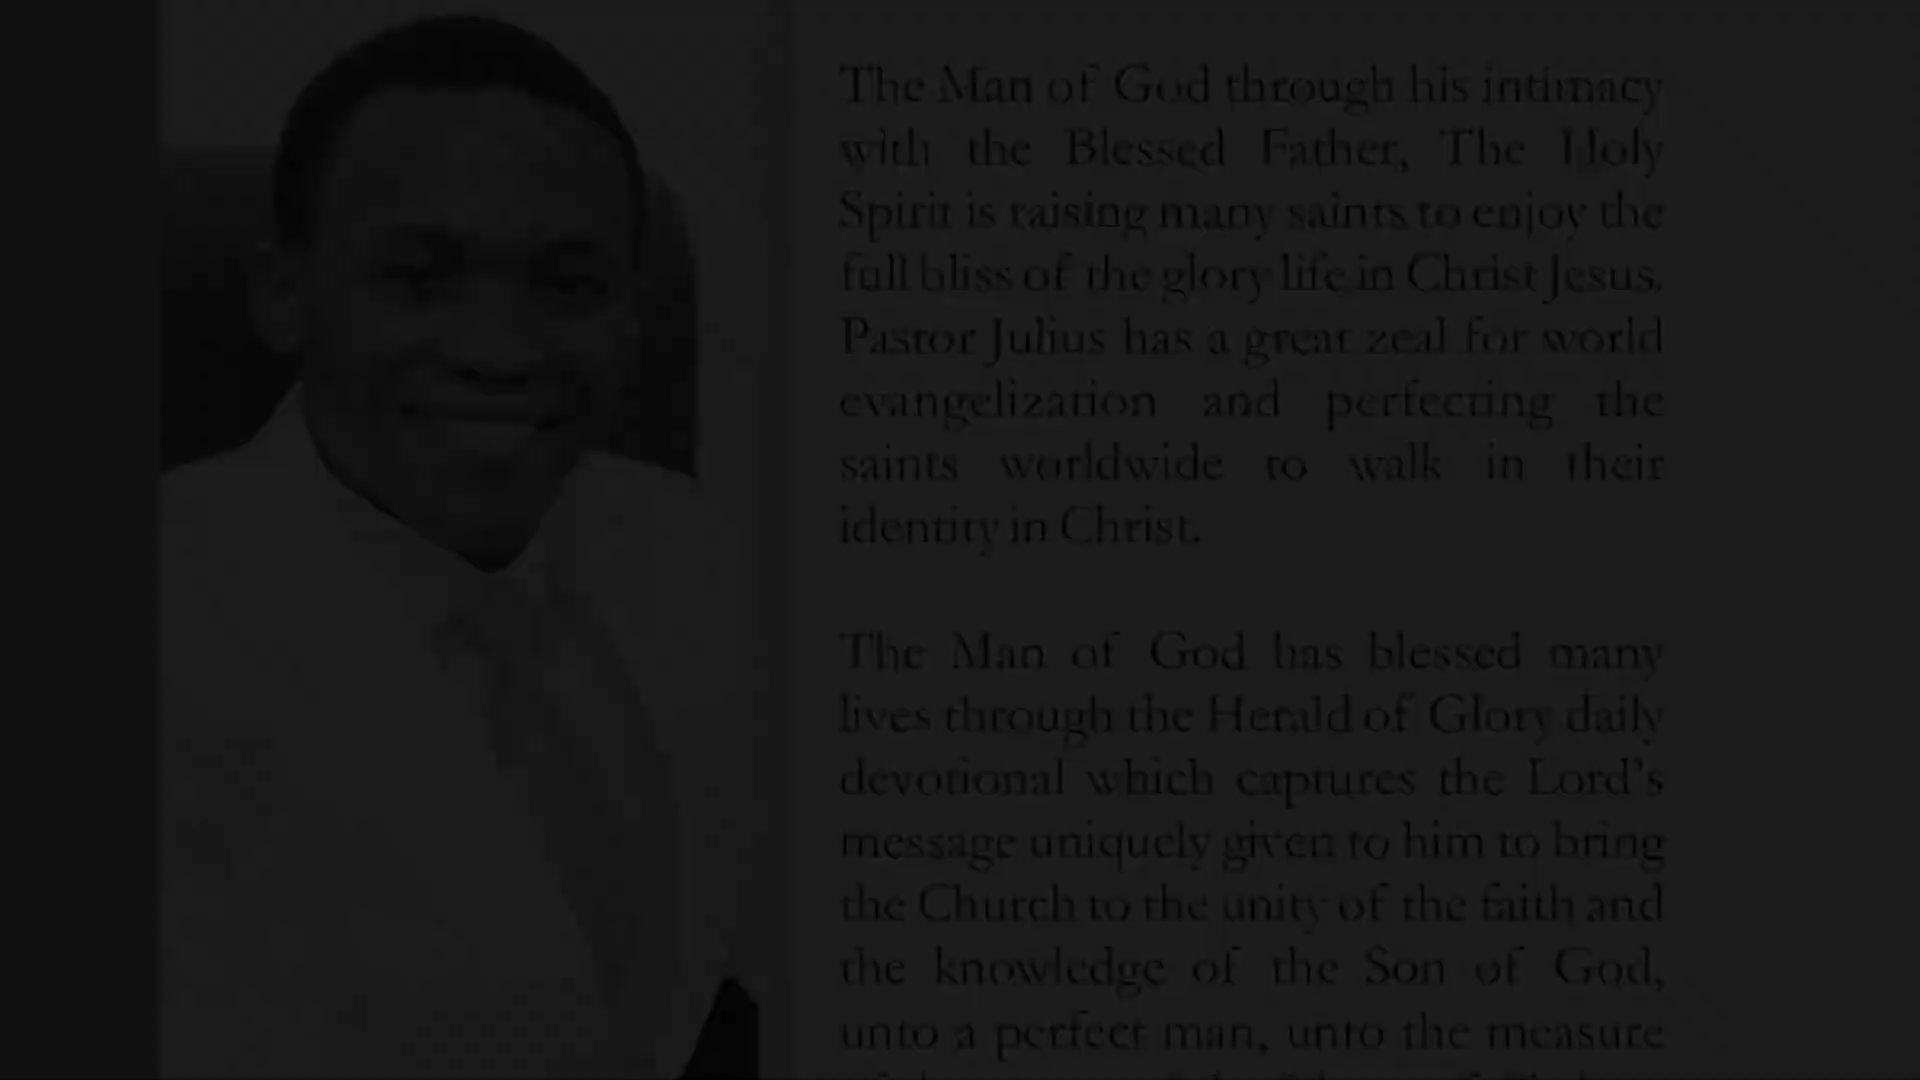 The Man of God through his intimacy
with the Blessed Father, The Holy
Spirit is raising many saints to enjoy the
full bliss of the glory life in Christ Jesus.
Pastor Julius has a great zeal for world
evangelization and perfecting the
saints worldwide to walk in their
identity in Christ.
The Man of God has blessed many
lives through the Herald of Glory daily
devotional which captures the Lord's
message uniquely given to him to bring
the Church to the unity of the faith and
the knowledge of the Son of God,
unto a perfect man, unto the measure